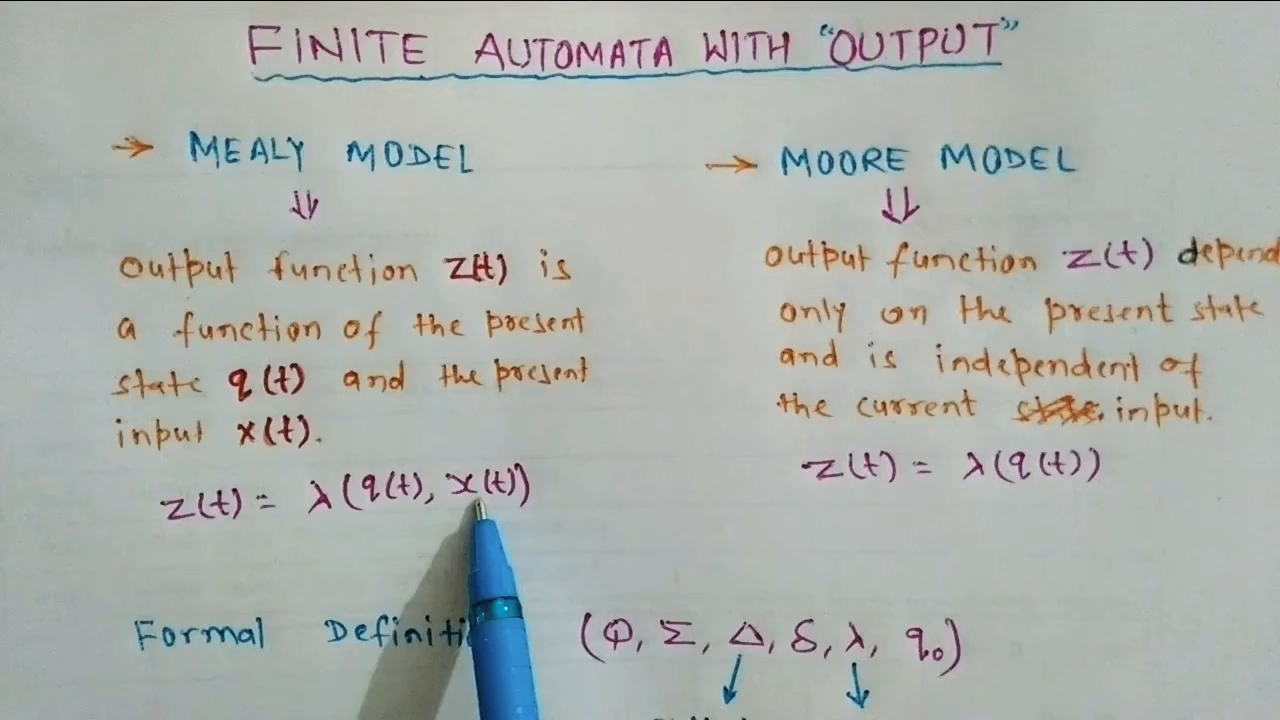 FINITE AUTOMATA WITH "OUTPUT"
→ MEALY MODEL
⇓
Output function z(t) is
a function of the present
state q(t) and the present
input x(t).
z(t) = λ(q(t), x(t))
→ MOORE MODEL
⇓
Output function z(t) depend
only on the present state
and is independent of
the current input.
z(t) = λ(q(t))
Formal Definiti (Q, Σ, Δ, δ, λ, q₀)
↓ ↓